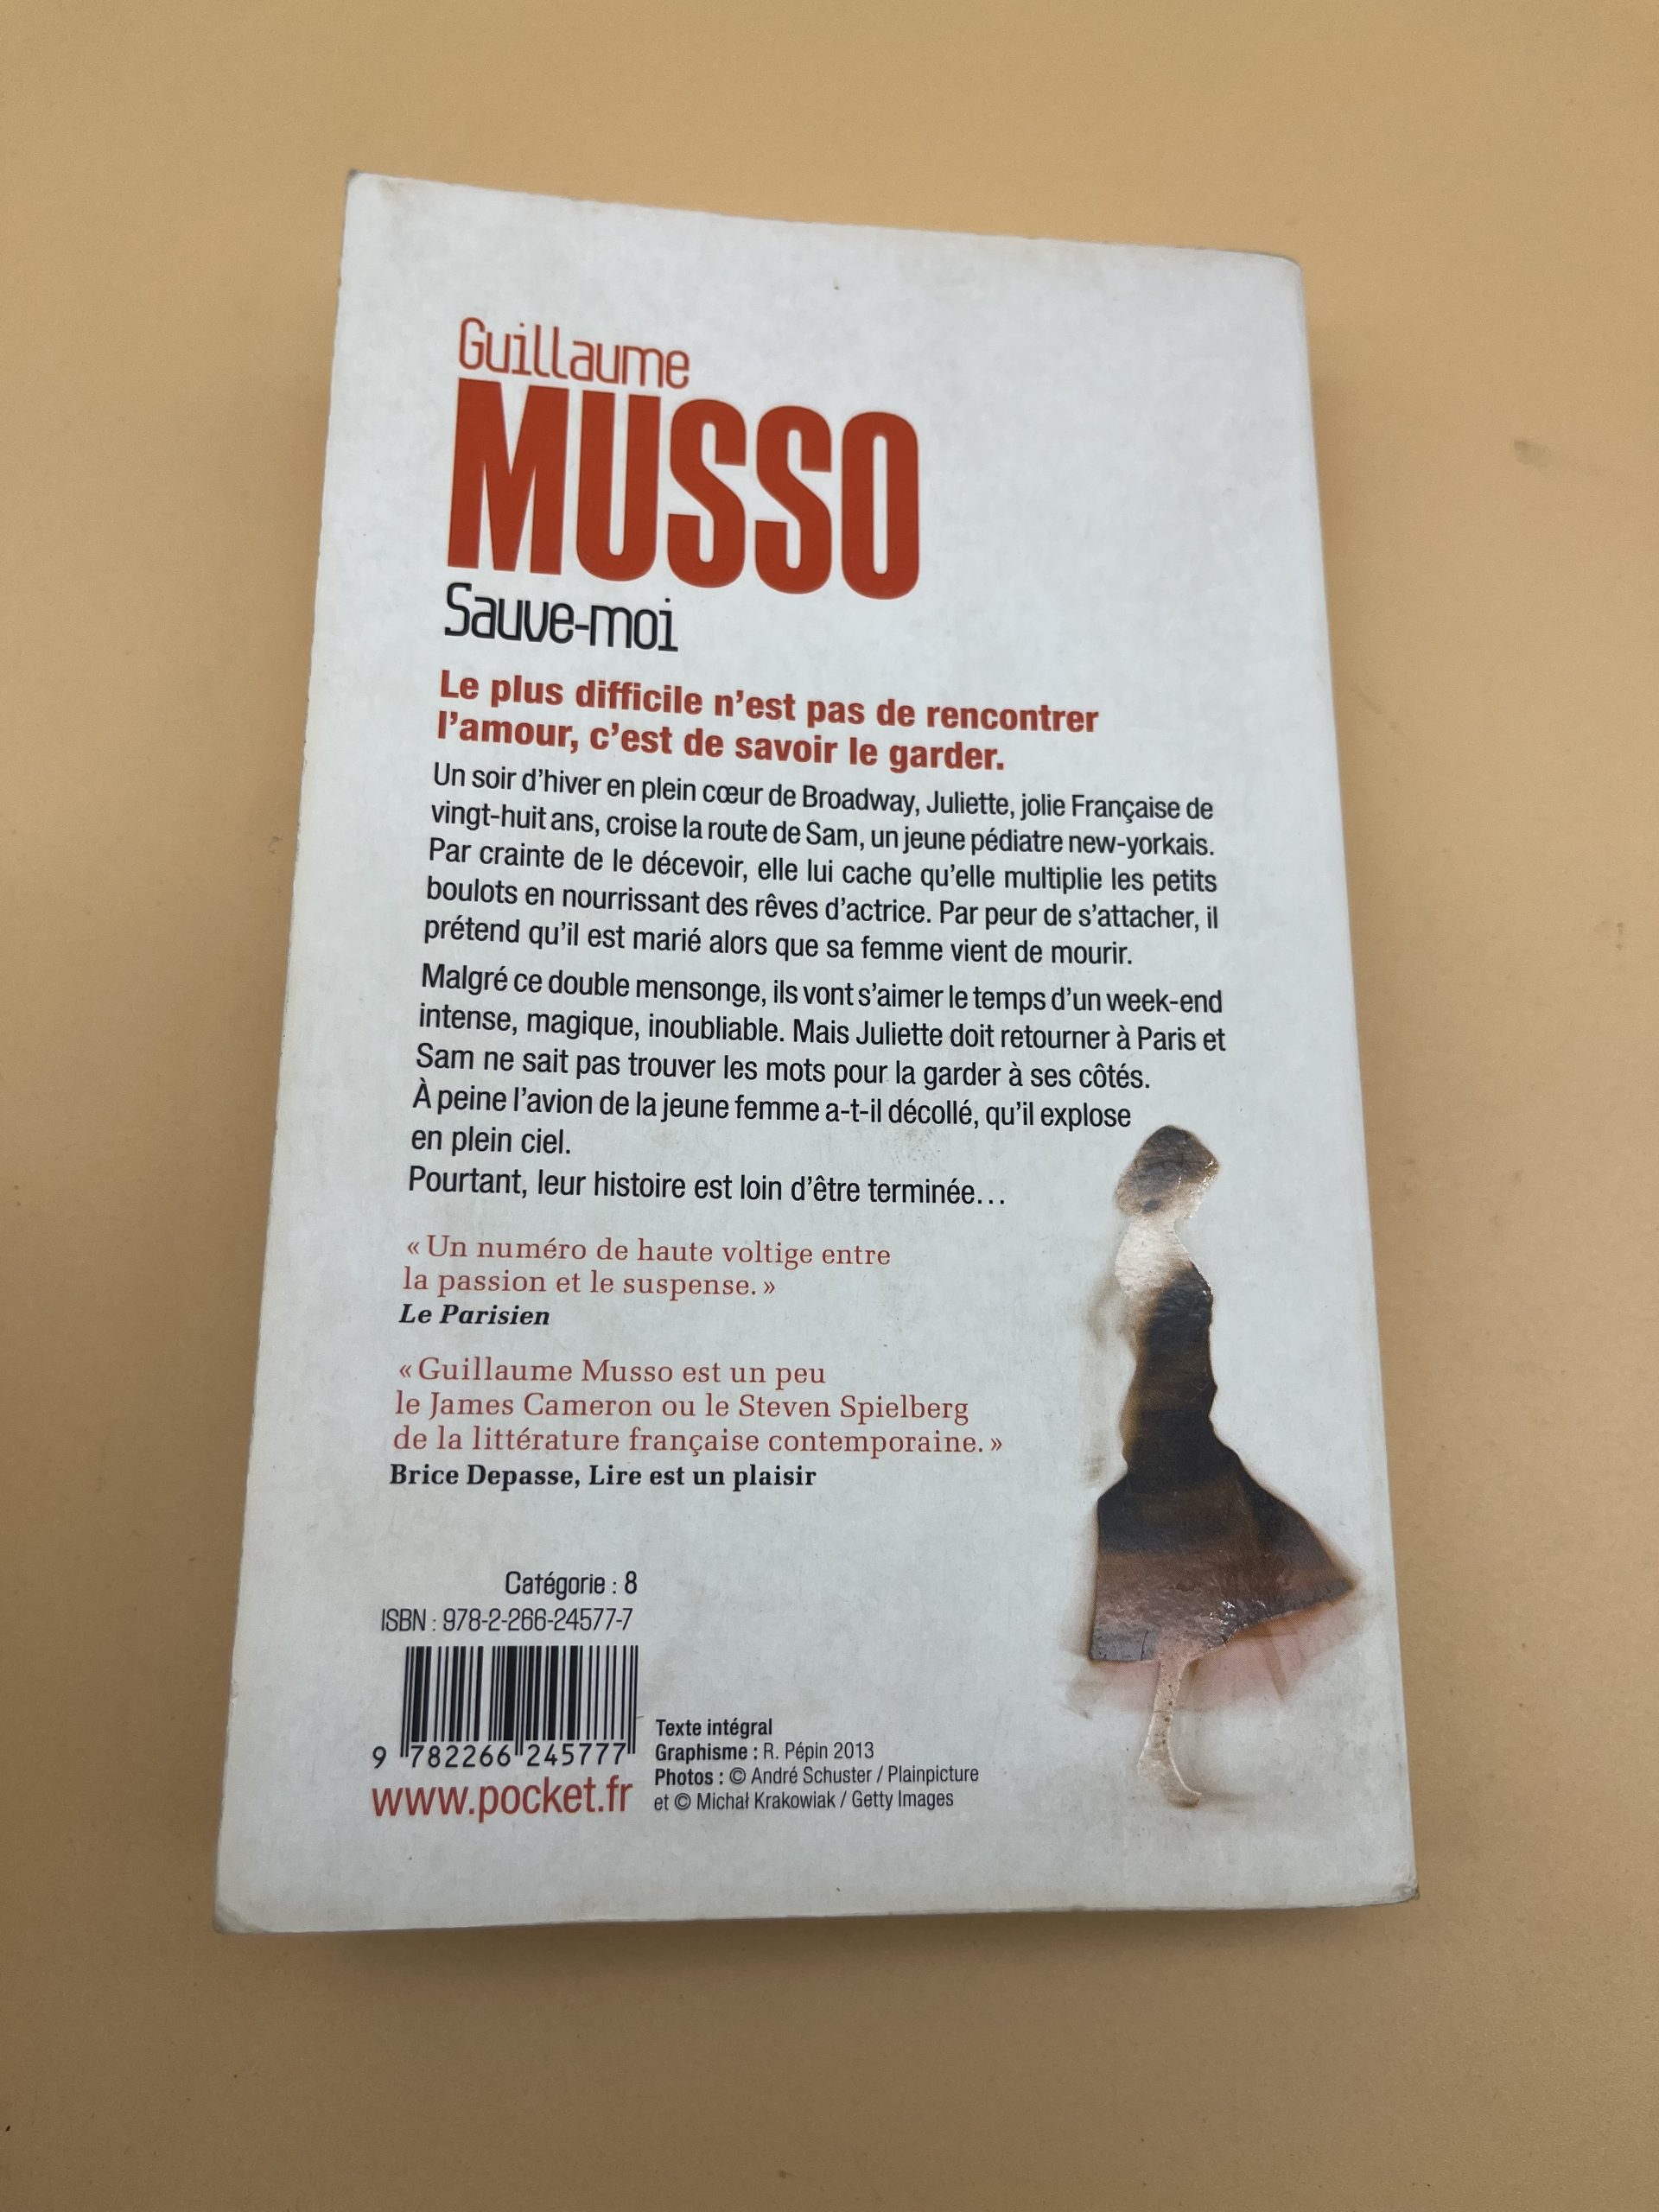 Guillaume
MUSSO
Sauve-moi
Le plus difficile n'est pas de rencontrer
l'amour, c'est de savoir le garder.
Un soir d'hiver en plein cœur de Broadway, Juliette, jolie Française de
vingt-huit ans, croise la route de Sam, un jeune pédiatre new-yorkais.
Par crainte de le décevoir, elle lui cache qu'elle multiplie les petits
boulots en nourrissant des rêves d'actrice. Par peur de s'attacher, il
prétend qu'il est marié alors que sa femme vient de mourir.
Malgré ce double mensonge, ils vont s'aimer le temps d'un week-end
intense, magique, inoubliable. Mais Juliette doit retourner à Paris et
Sam ne sait pas trouver les mots pour la garder à ses côtés.
À peine l'avion de la jeune femme a-t-il décollé, qu'il explose
en plein ciel.
Pourtant, leur histoire est loin d'être terminée…
« Un numéro de haute voltige entre
la passion et le suspense. »
Le Parisien
« Guillaume Musso est un peu
le James Cameron ou le Steven Spielberg
de la littérature française contemporaine. »
Brice Depasse, Lire est un plaisir
Catégorie : 8
ISBN : 978-2-266-24577-7
9 782266 245777
www.pocket.fr
Texte intégral
Graphisme : R. Pépin 2013
Photos : © André Schuster / Plainpicture
et © Michał Krakowiak / Getty Images